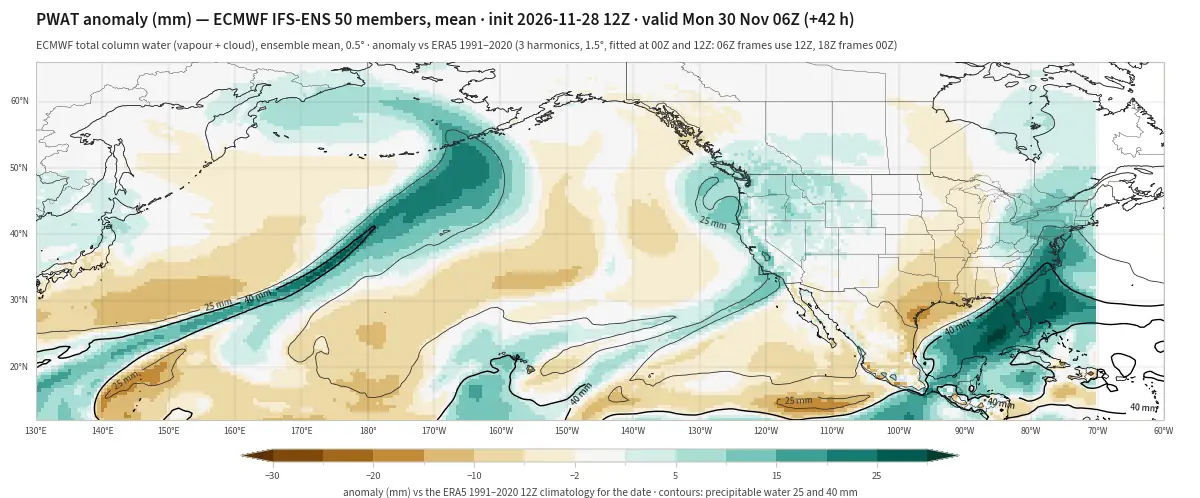 PWAT anomaly (mm) — ECMWF IFS-ENS 50 members, mean · init 2026-11-28 12Z · valid Mon 30 Nov 06Z (+42 h)
ECMWF total column water (vapour + cloud), ensemble mean, 0.5° · anomaly vs ERA5 1991–2020 (3 harmonics, 1.5°, fitted at 00Z and 12Z: 06Z frames use 12Z, 18Z frames 00Z)
60°N
50°N
40°N
30°N
20°N
25 mm
25 mm
40 mm
40 mm
25 mm
40 mm
25 mm
40 mm
40 mm
130°E 140°E 150°E 160°E 170°E 180° 170°W 160°W 150°W 140°W 130°W 120°W 110°W 100°W 90°W 80°W 70°W 60°W
−30 −20 −10 −2 5 15 25
anomaly (mm) vs the ERA5 1991–2020 12Z climatology for the date · contours: precipitable water 25 and 40 mm